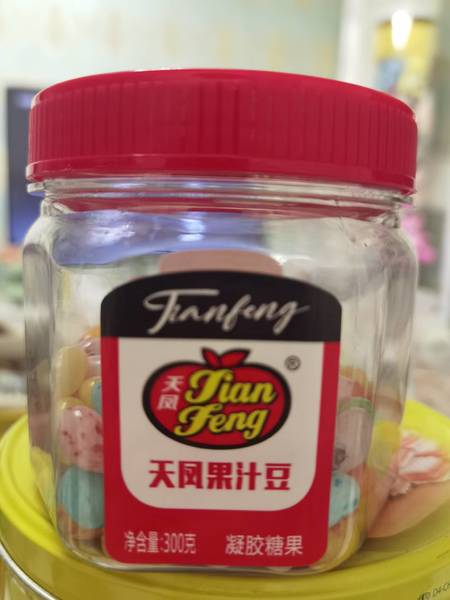 Tianfeng
天凤
Tian
Feng
®
天凤果汁豆
净含量:300克
凝胶糖果